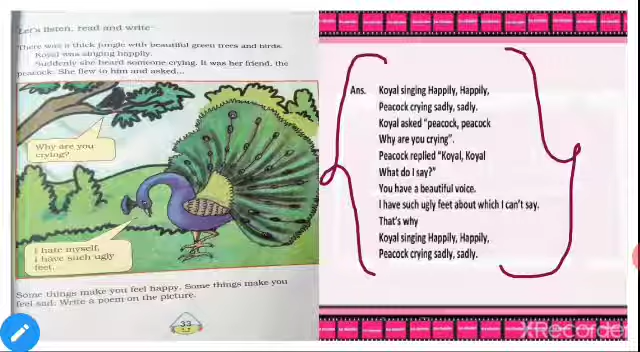 Let's listen, read and write
There was a thick jungle with beautiful green trees and birds.
Koyal was singing happily.
Suddenly she heard someone crying. It was her friend, the
peacock. She flew to him and asked...
Why are you
crying?
I hate myself,
I have such ugly
feet.
Some things make you feel happy. Some things make you
feel sad. Write a poem on the picture.
33
Ans. Koyal singing Happily, Happily,
Peacock crying sadly, sadly.
Koyal asked "peacock, peacock
Why are you crying".
Peacock replied "Koyal, Koyal
What do I say?"
You have a beautiful voice.
I have such ugly feet about which I can't say.
That's why
Koyal singing Happily, Happily,
Peacock crying sadly, sadly.
XRecorder